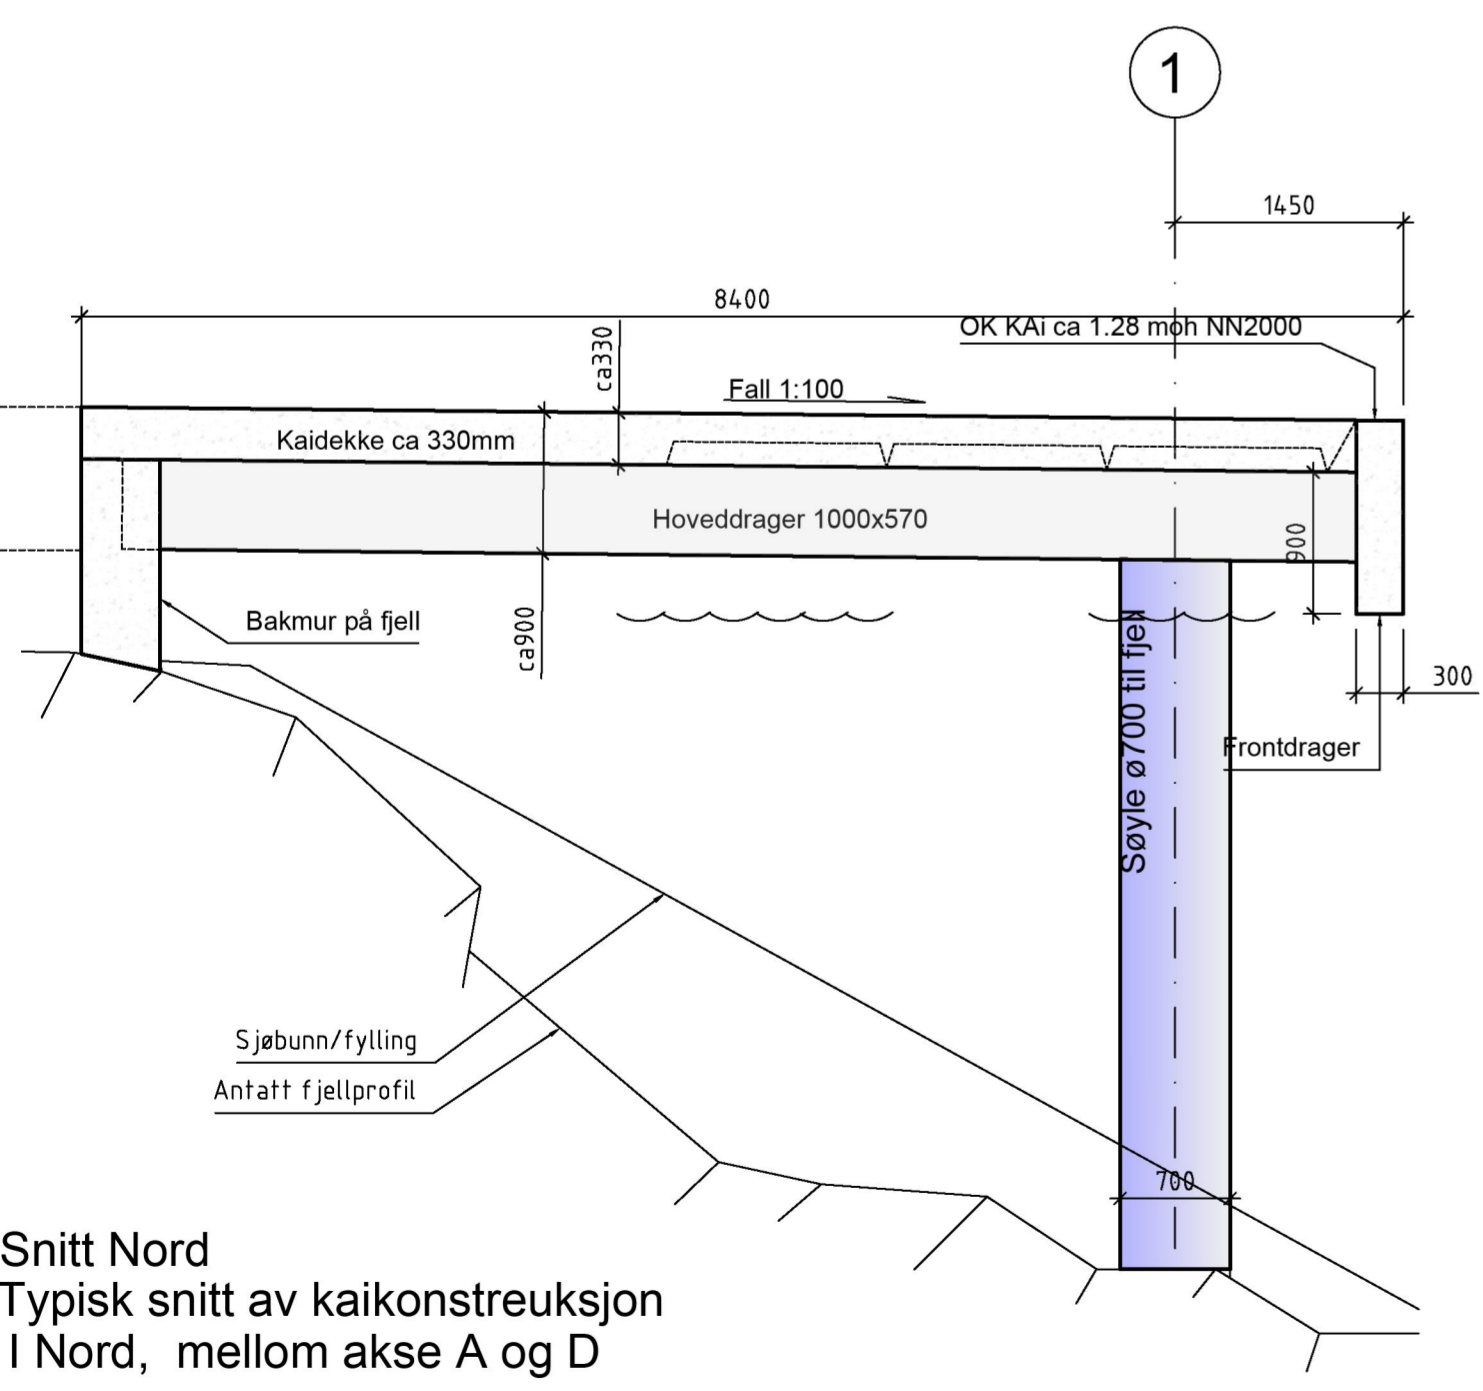 1
1450
8400
OK KAi ca 1.28 moh NN2000
ca330
Fall 1:100
Kaidekke ca 330mm
Hoveddrager 1000x570
900
Bakmur på fjell
ca900
Søyle ø700 til fjell
300
Frontdrager
Sjøbunn/fylling
Antatt fjellprofil
700
Snitt Nord
Typisk snitt av kaikonstreuksjon
I Nord, mellom akse A og D